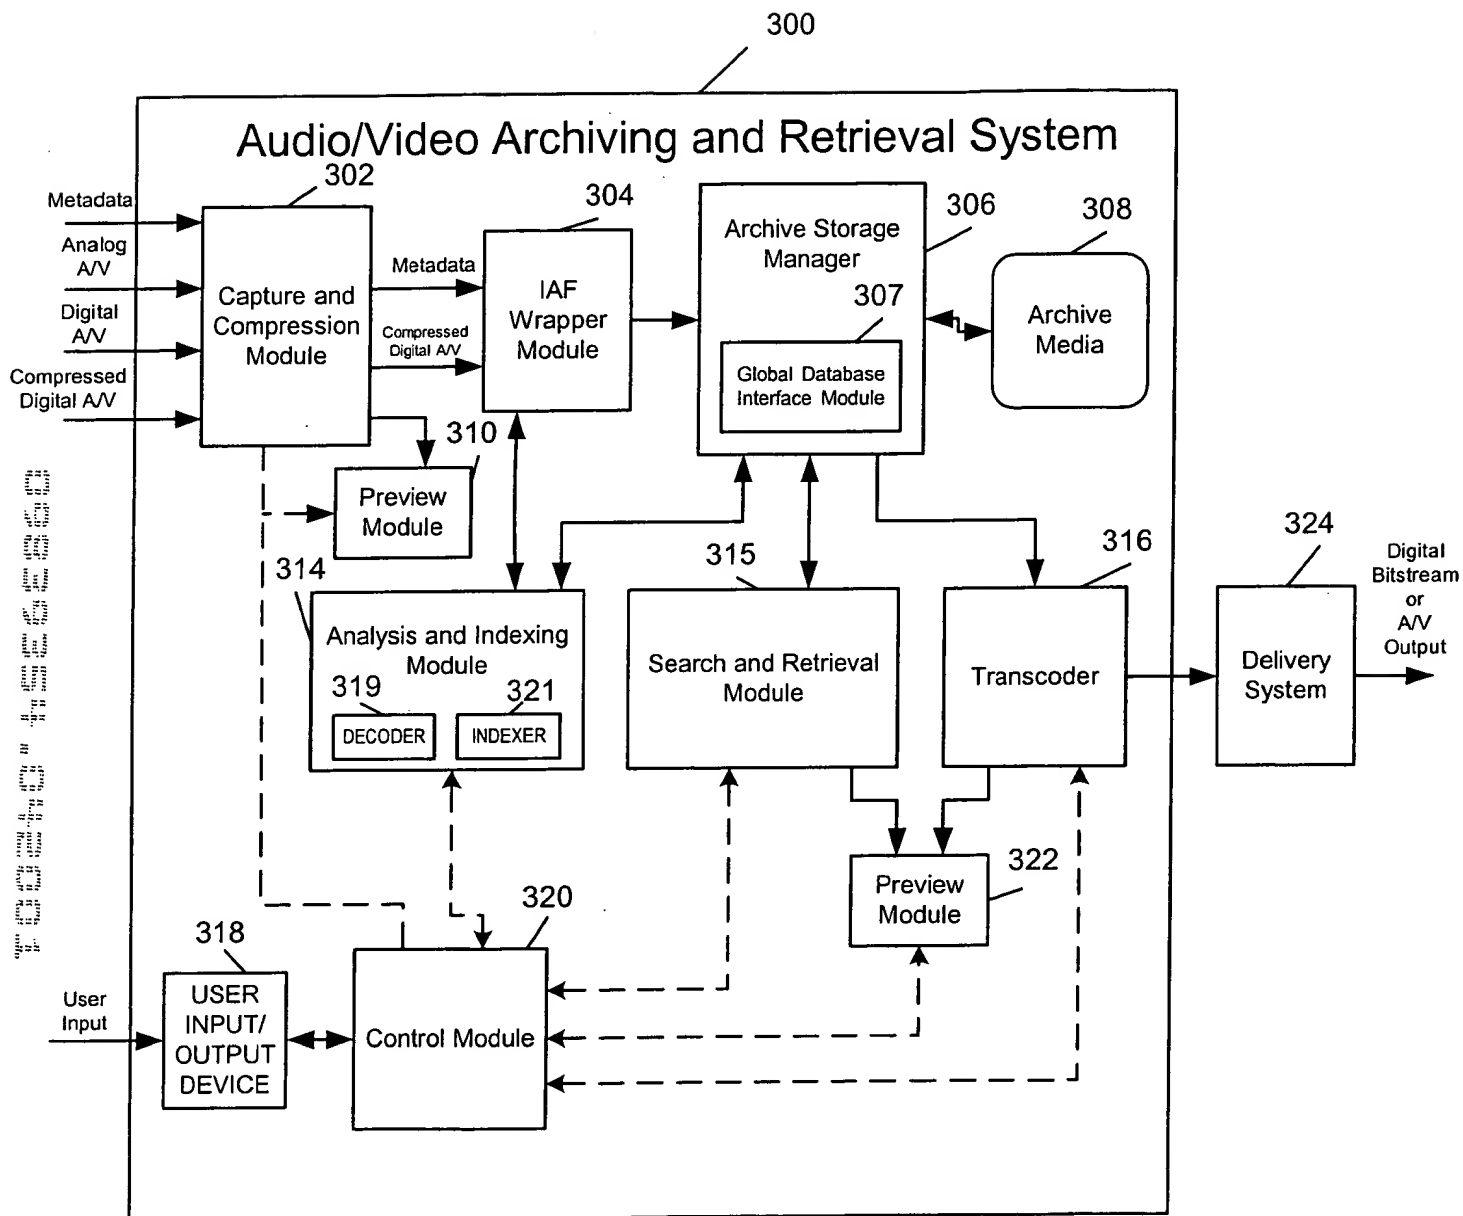 300
Audio/Video Archiving and Retrieval System
302
304
306
308
Metadata
Analog
A/V
Digital
A/V
Compressed
Digital A/V
Capture and
Compression
Module
Metadata
Compressed
Digital A/V
IAF
Wrapper
Module
Archive Storage
Manager
307
Global Database
Interface Module
Archive
Media
310
Preview
Module
314
Analysis and Indexing
Module
319
DECODER
321
INDEXER
315
Search and Retrieval
Module
316
Transcoder
324
Delivery
System
Digital
Bitstream
or
A/V
Output
322
Preview
Module
320
Control Module
318
USER
INPUT/
OUTPUT
DEVICE
User
Input